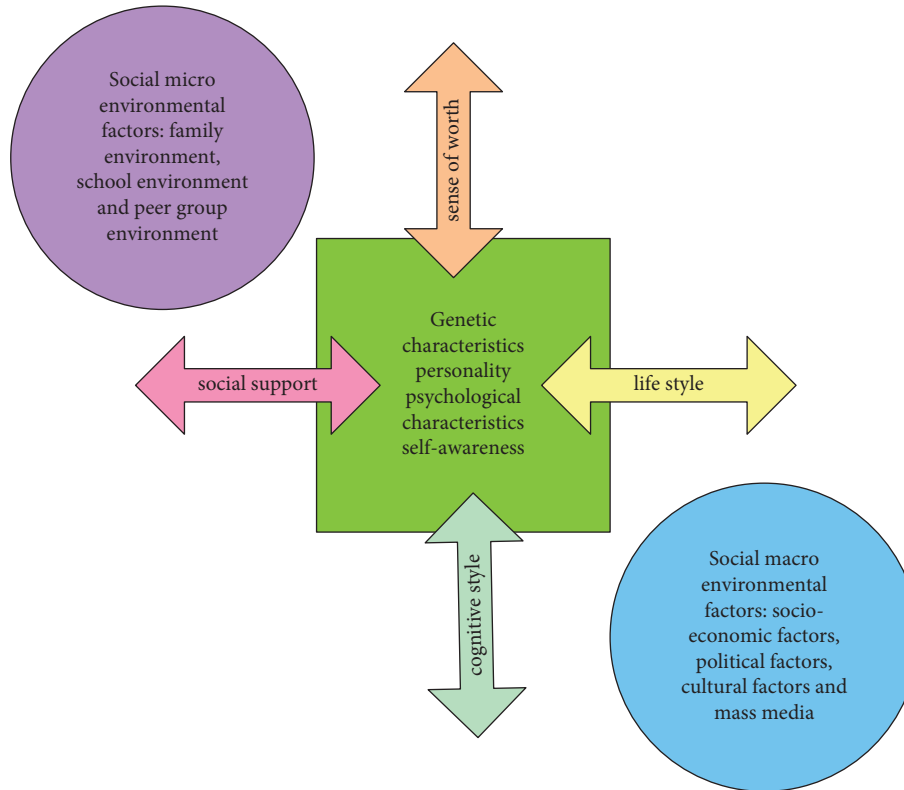 Social micro
environmental
factors: family
environment,
school environment
and peer group
environment
sense of worth
Genetic
characteristics
personality
psychological
characteristics
self-awareness
social support
life style
cognitive style
Social macro
environmental
factors: socio-
economic factors,
political factors,
cultural factors and
mass media